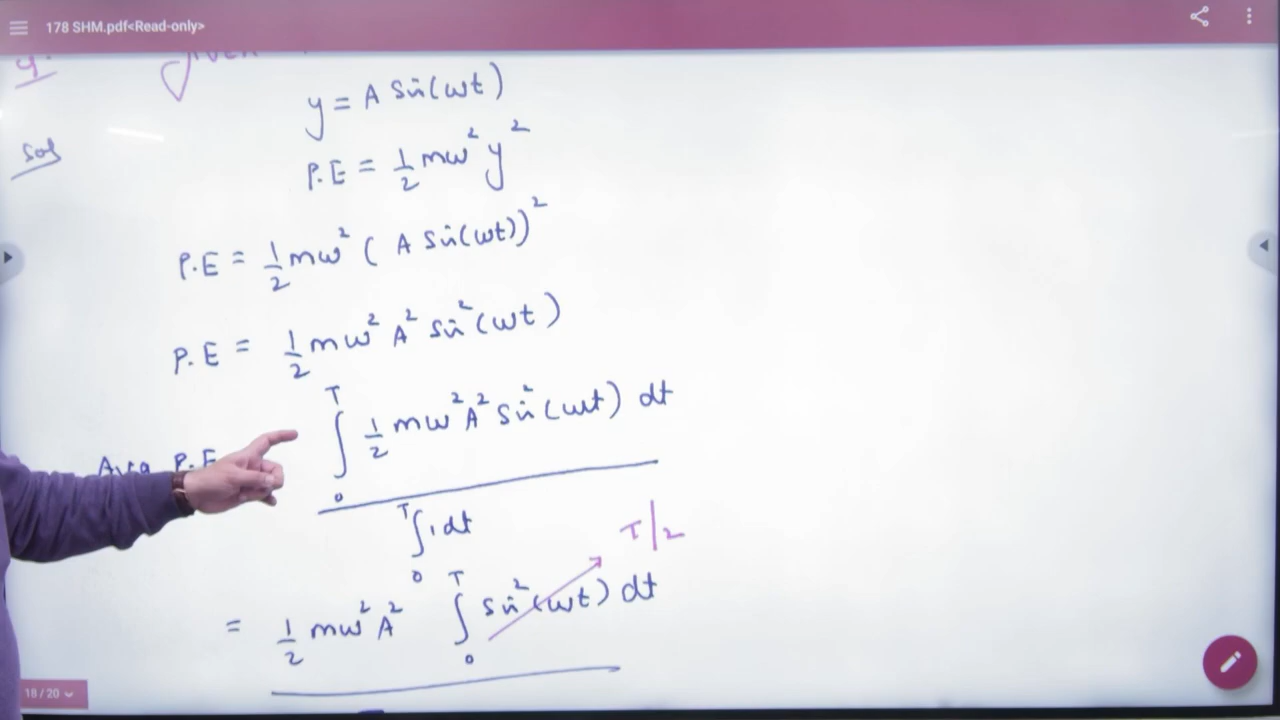 178 SHM.pdf<Read-only>
given
y = A Sin(ωt)
Sol
P.E = 1/2 mω² y²
P.E = 1/2 mω² ( A Sin(ωt))²
P.E = 1/2 mω² A² Sin² (ωt )
Avg P.E ∫₀ᵀ 1/2 mω² A² Sin² (ωt) dt
∫₀ᵀ 1 dt
T/2
= 1/2 mω² A² ∫₀ᵀ Sin² (ωt) dt
18 / 20